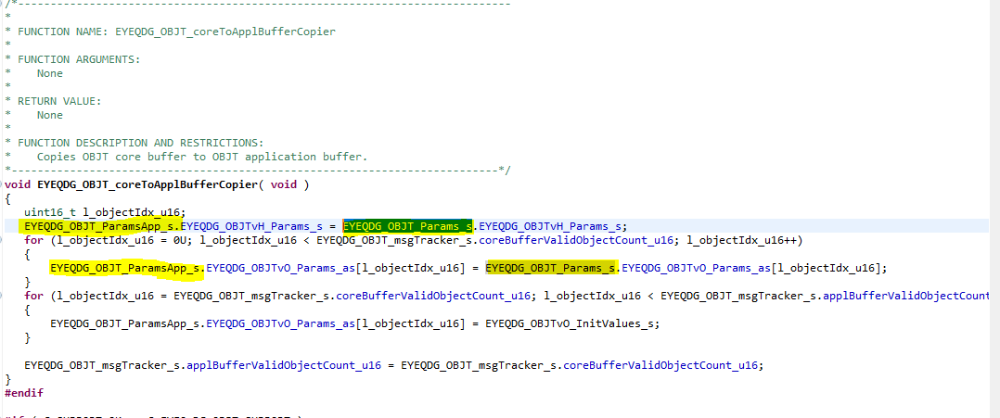 /*-----------------------------------------------------------------------
*
* FUNCTION NAME: EYEQDG_OBJT_coreToApplBufferCopier
*
* FUNCTION ARGUMENTS:
*    None
*
* RETURN VALUE:
*    None
*
* FUNCTION DESCRIPTION AND RESTRICTIONS:
*    Copies OBJT core buffer to OBJT application buffer.
*----------------------------------------------------------------------*/
void EYEQDG_OBJT_coreToApplBufferCopier( void )
{
   uint16_t l_objectIdx_u16;
   EYEQDG_OBJT_ParamsApp_s.EYEQDG_OBJTvH_Params_s = EYEQDG_OBJT_Params_s.EYEQDG_OBJTvH_Params_s;
   for (l_objectIdx_u16 = 0U; l_objectIdx_u16 < EYEQDG_OBJT_msgTracker_s.coreBufferValidObjectCount_u16; l_objectIdx_u16++)
   {
       EYEQDG_OBJT_ParamsApp_s.EYEQDG_OBJTvO_Params_as[l_objectIdx_u16] = EYEQDG_OBJT_Params_s.EYEQDG_OBJTvO_Params_as[l_objectIdx_u16];
   }
   for (l_objectIdx_u16 = EYEQDG_OBJT_msgTracker_s.coreBufferValidObjectCount_u16; l_objectIdx_u16 < EYEQDG_OBJT_msgTracker_s.applBufferValidObjectCount
   {
       EYEQDG_OBJT_ParamsApp_s.EYEQDG_OBJTvO_Params_as[l_objectIdx_u16] = EYEQDG_OBJTvO_InitValues_s;
   }
   EYEQDG_OBJT_msgTracker_s.applBufferValidObjectCount_u16 = EYEQDG_OBJT_msgTracker_s.coreBufferValidObjectCount_u16;
}
#endif